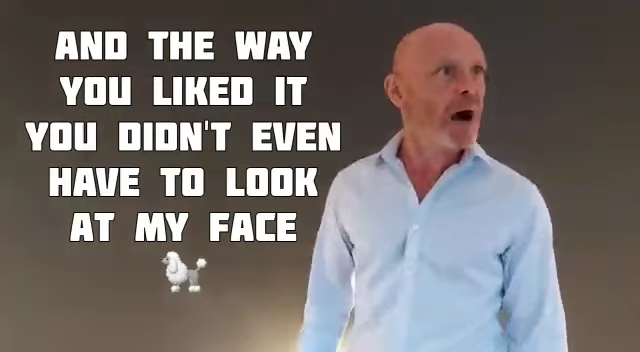 AND THE WAY
YOU LIKED IT
YOU DIDN'T EVEN
HAVE TO LOOK
AT MY FACE